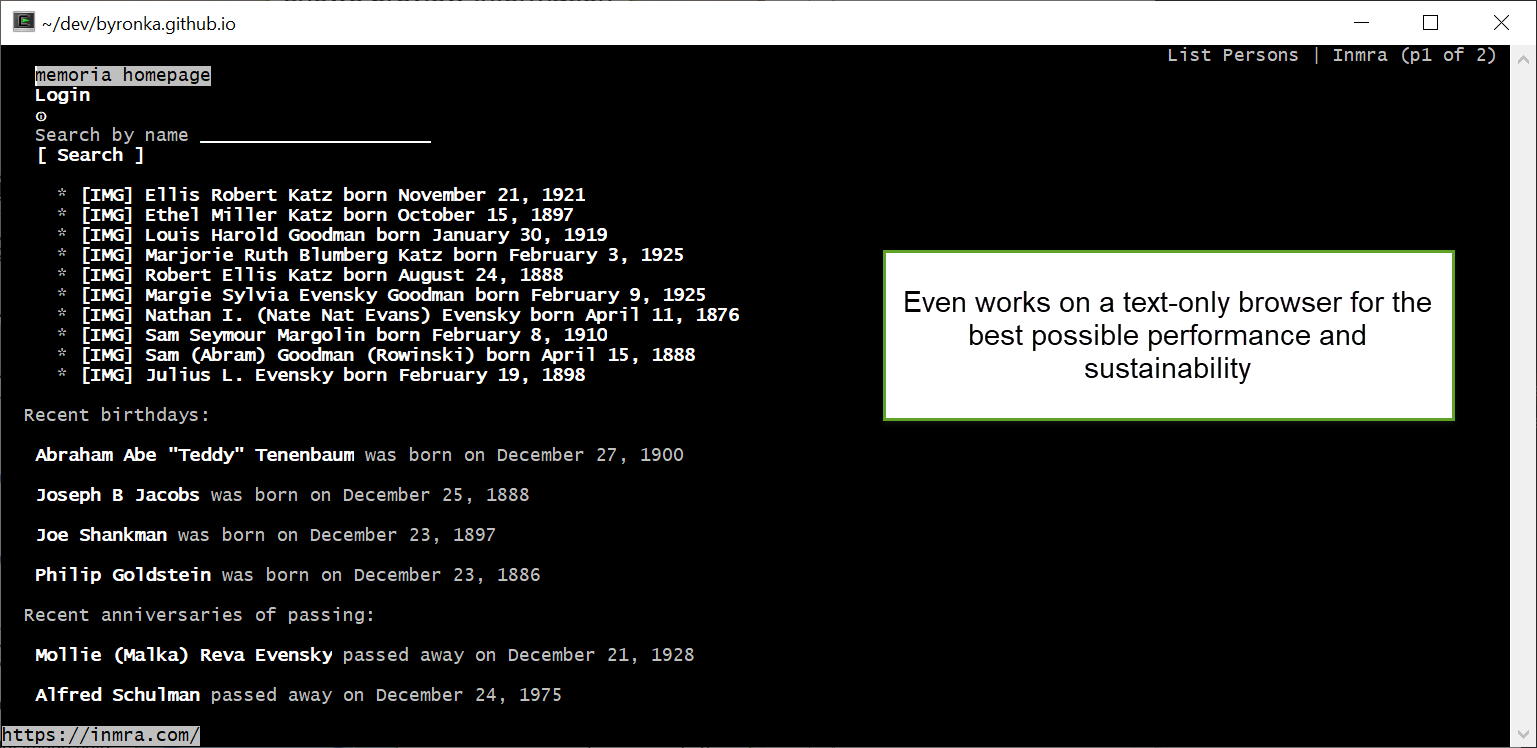 ~/dev/byronka.github.io
List Persons | Inmra (p1 of 2)
memoria homepage
Login
Search by name
[ Search ]
* [IMG] Ellis Robert Katz born November 21, 1921
* [IMG] Ethel Miller Katz born October 15, 1897
* [IMG] Louis Harold Goodman born January 30, 1919
* [IMG] Marjorie Ruth Blumberg Katz born February 3, 1925
* [IMG] Robert Ellis Katz born August 24, 1888
* [IMG] Margie Sylvia Evensky Goodman born February 9, 1925
* [IMG] Nathan I. (Nate Nat Evans) Evensky born April 11, 1876
* [IMG] Sam Seymour Margolin born February 8, 1910
* [IMG] Sam (Abram) Goodman (Rowinski) born April 15, 1888
* [IMG] Julius L. Evensky born February 19, 1898
Even works on a text-only browser for the
best possible performance and
sustainability
Recent birthdays:
Abraham Abe "Teddy" Tenenbaum was born on December 27, 1900
Joseph B Jacobs was born on December 25, 1888
Joe Shankman was born on December 23, 1897
Philip Goldstein was born on December 23, 1886
Recent anniversaries of passing:
Mollie (Malka) Reva Evensky passed away on December 21, 1928
Alfred Schulman passed away on December 24, 1975
https://inmra.com/